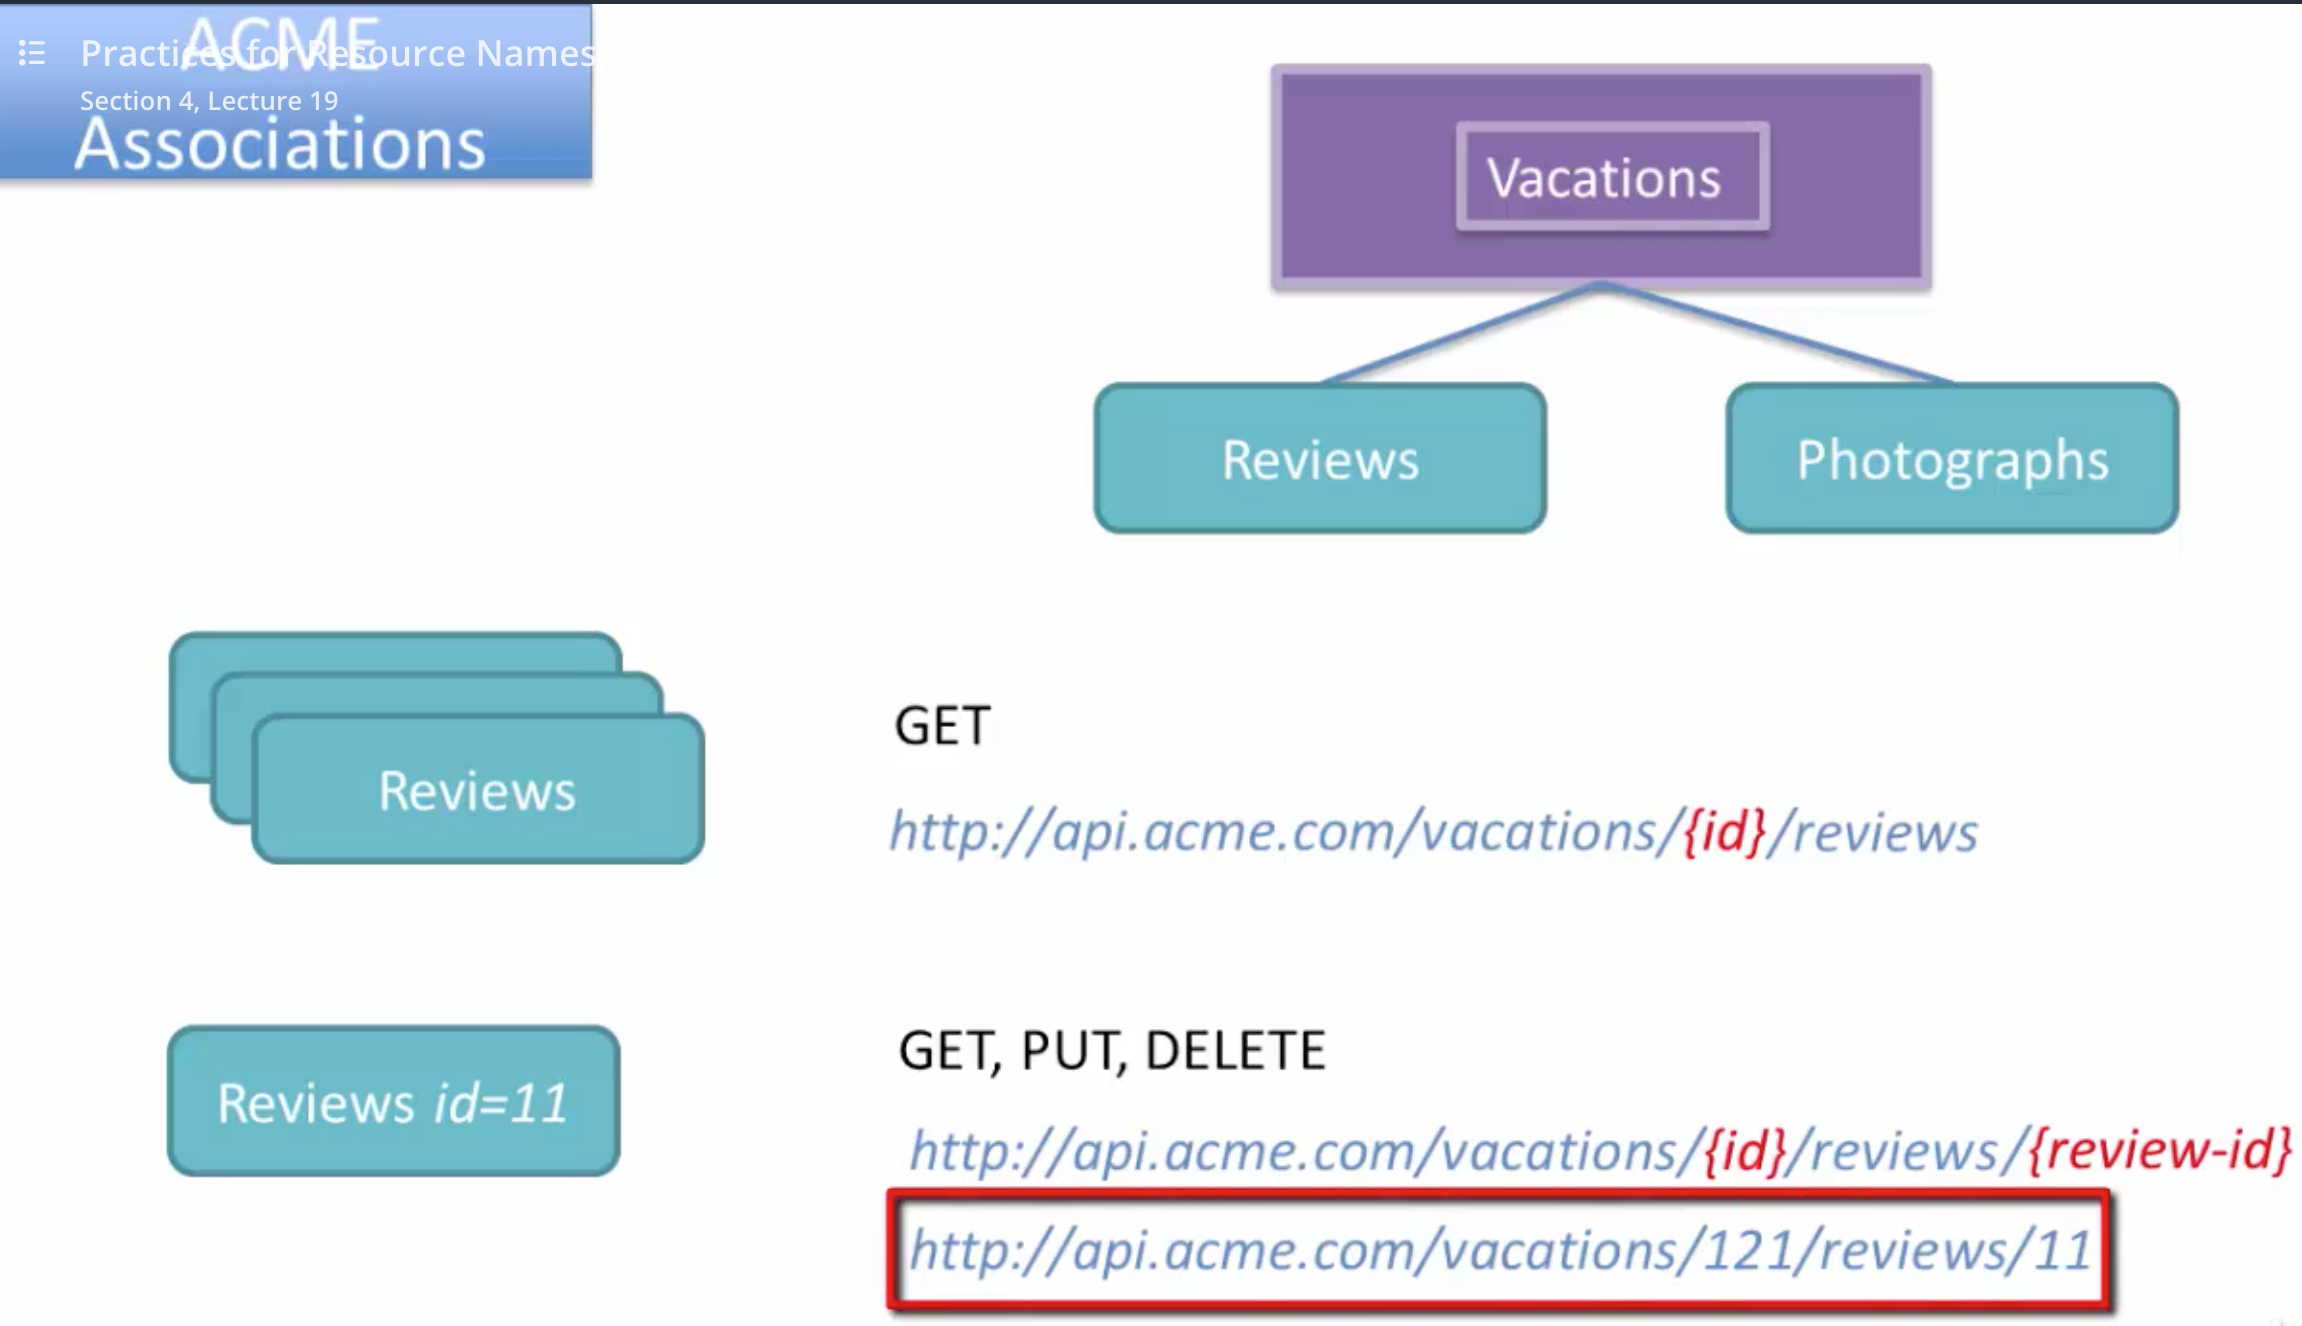 ACME
Practices for Resource Names
Section 4, Lecture 19
Associations
Vacations
Reviews
Photographs
Reviews
GET
http://api.acme.com/vacations/{id}/reviews
Reviews id=11
GET, PUT, DELETE
http://api.acme.com/vacations/{id}/reviews/{review-id}
http://api.acme.com/vacations/121/reviews/11